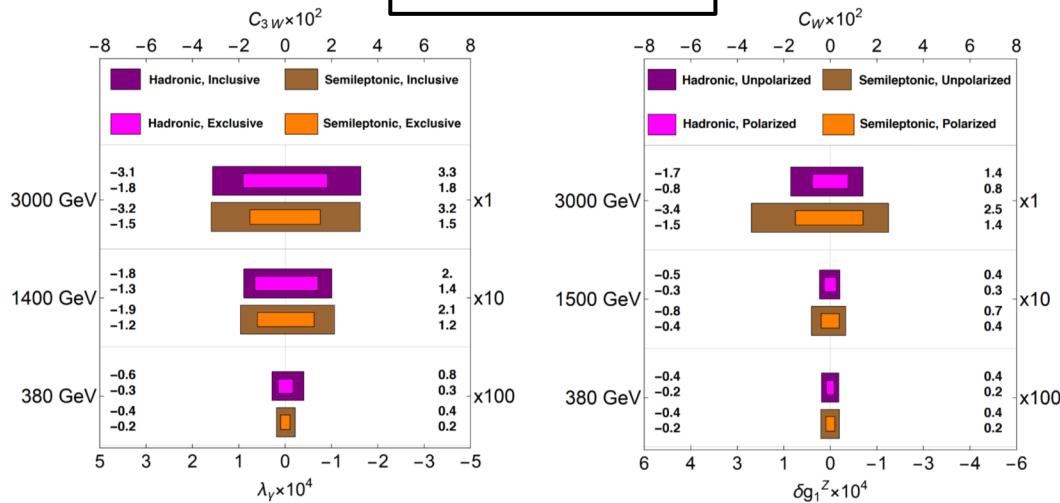 C3W×10²
−8 −6 −4 −2 0 2 4 6 8
Hadronic, Inclusive Semileptonic, Inclusive
Hadronic, Exclusive Semileptonic, Exclusive
−3.1 3.3
−1.8 1.8
3000 GeV x1
−3.2 3.2
−1.5 1.5
−1.8 2.
−1.3 1.4
1400 GeV x10
−1.9 2.1
−1.2 1.2
−0.6 0.8
−0.3 0.3
380 GeV x100
−0.4 0.4
−0.2 0.2
5 4 3 2 1 0 −1 −2 −3 −4 −5
λγ×10⁴
CW×10²
−8 −6 −4 −2 0 2 4 6 8
Hadronic, Unpolarized Semileptonic, Unpolarized
Hadronic, Polarized Semileptonic, Polarized
−1.7 1.4
−0.8 0.8
3000 GeV x1
−3.4 2.5
−1.5 1.4
−0.5 0.4
−0.3 0.3
1500 GeV x10
−0.8 0.7
−0.4 0.4
−0.4 0.4
−0.2 0.2
380 GeV x100
−0.4 0.4
−0.2 0.2
6 5 4 3 2 1 0 −1 −2 −3 −4 −5 −6
δg₁ᶻ×10⁴